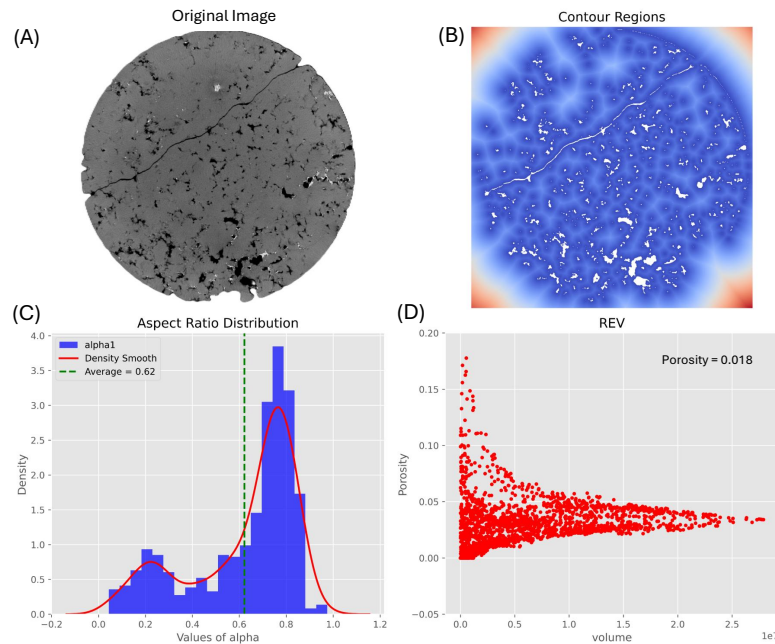 Original Image
(A)
Contour Regions
(B)
(C)
Aspect Ratio Distribution
alpha1
Density Smooth
Average = 0.62
Density
4.0
3.5
3.0
2.5
2.0
1.5
1.0
0.5
0.0
−0.2 0.0 0.2 0.4 0.6 0.8 1.0 1.2
Values of alpha
(D)
REV
Porosity = 0.018
Porosity
0.20
0.15
0.10
0.05
0.00
−0.05
0.0 0.5 1.0 1.5 2.0 2.5
volume